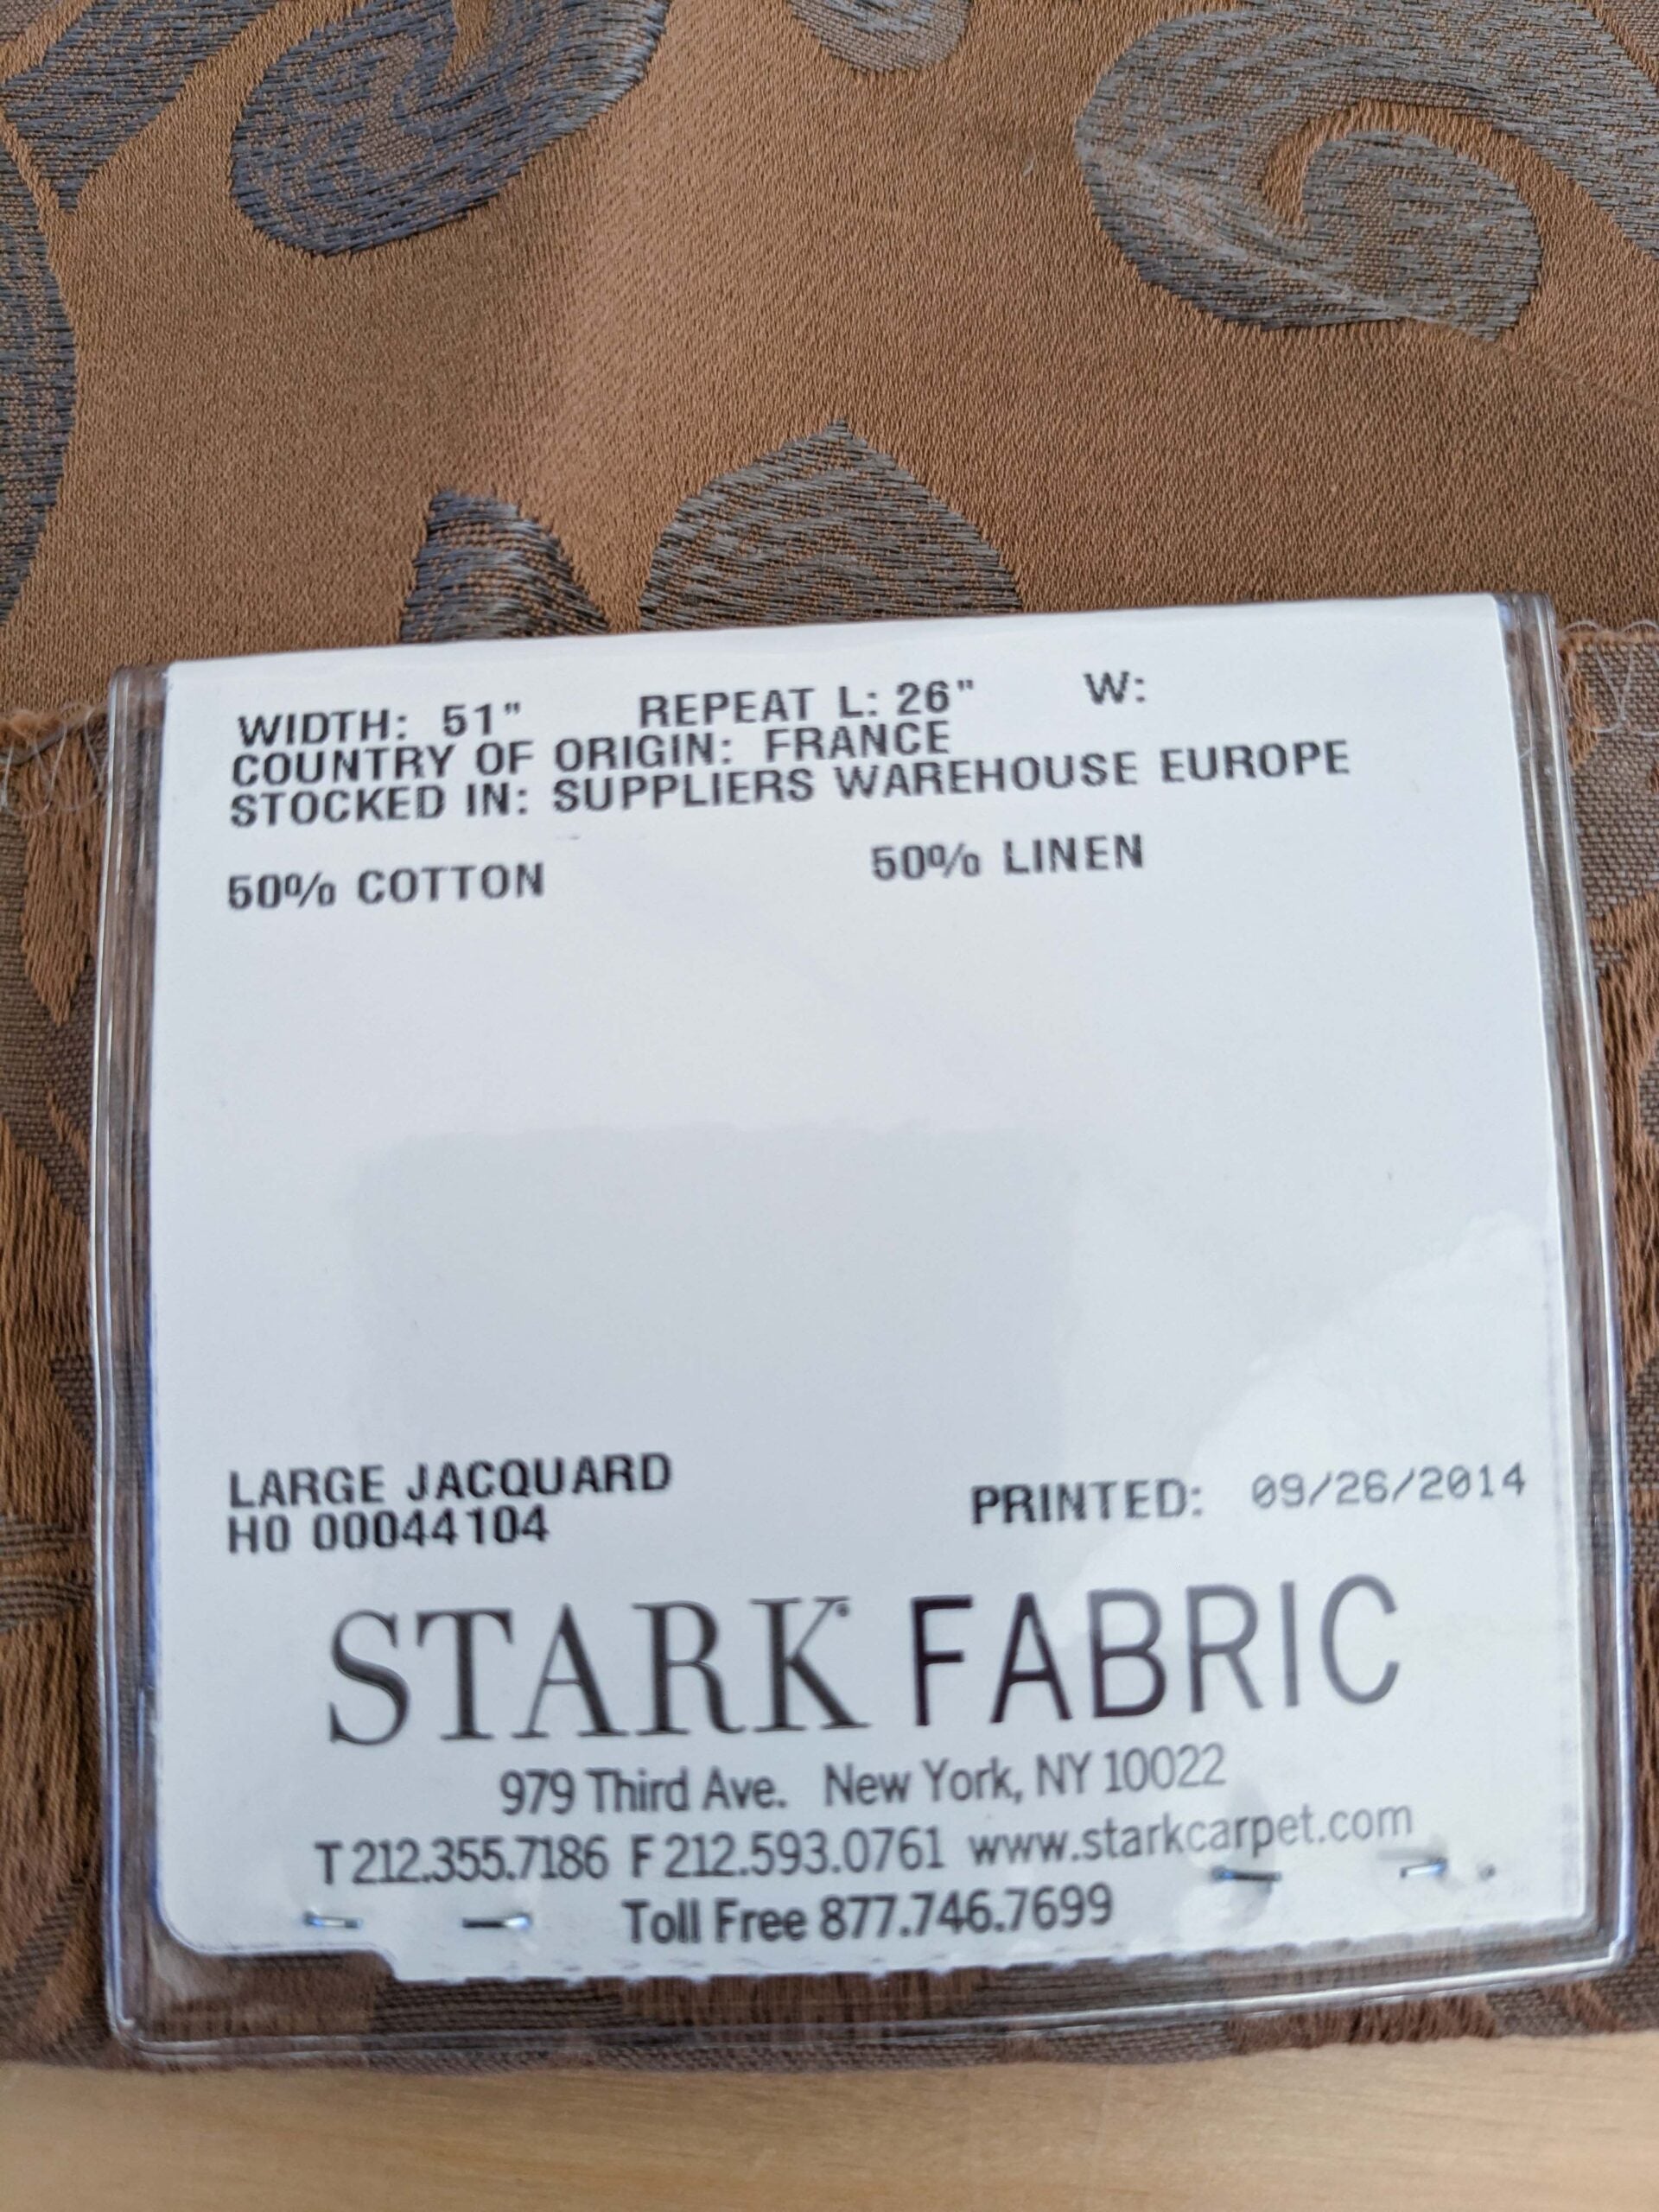 WIDTH: 51" REPEAT L: 26" W:
COUNTRY OF ORIGIN: FRANCE
STOCKED IN: SUPPLIERS WAREHOUSE EUROPE
50% COTTON 50% LINEN
LARGE JACQUARD
H0 00044104 PRINTED: 09/26/2014
STARK FABRIC
979 Third Ave. New York, NY 10022
T 212.355.7186 F 212.593.0761 www.starkcarpet.com
Toll Free 877.746.7699